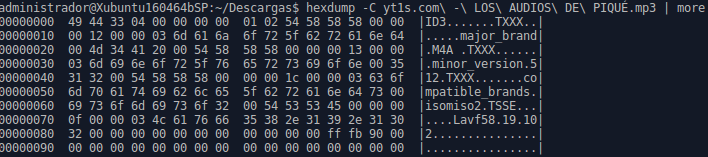 administrador@Xubuntu160464bSP:~/Descargas$ hexdump -C yt1s.com\ -\ LOS\ AUDIOS\ DE\ PIQUÉ.mp3 | more
00000000  49 44 33 04 00 00 00 00  01 02 54 58 58 58 00 00  |ID3.......TXXX..|
00000010  00 12 00 00 03 6d 61 6a  6f 72 5f 62 72 61 6e 64  |.....major_brand|
00000020  00 4d 34 41 20 00 54 58  58 58 00 00 00 13 00 00  |.M4A .TXXX......|
00000030  03 6d 69 6e 6f 72 5f 76  65 72 73 69 6f 6e 00 35  |.minor_version.5|
00000040  31 32 00 54 58 58 58 00  00 00 1c 00 00 03 63 6f  |12.TXXX.......co|
00000050  6d 70 61 74 69 62 6c 65  5f 62 72 61 6e 64 73 00  |mpatible_brands.|
00000060  69 73 6f 6d 69 73 6f 32  00 54 53 53 45 00 00 00  |isomiso2.TSSE...|
00000070  0f 00 00 03 4c 61 76 66  35 38 2e 31 39 2e 31 30  |....Lavf58.19.10|
00000080  32 00 00 00 00 00 00 00  00 00 00 00 ff fb 90 00  |2...............|
00000090  00 00 00 00 00 00 00 00  00 00 00 00 00 00 00 00  |................|